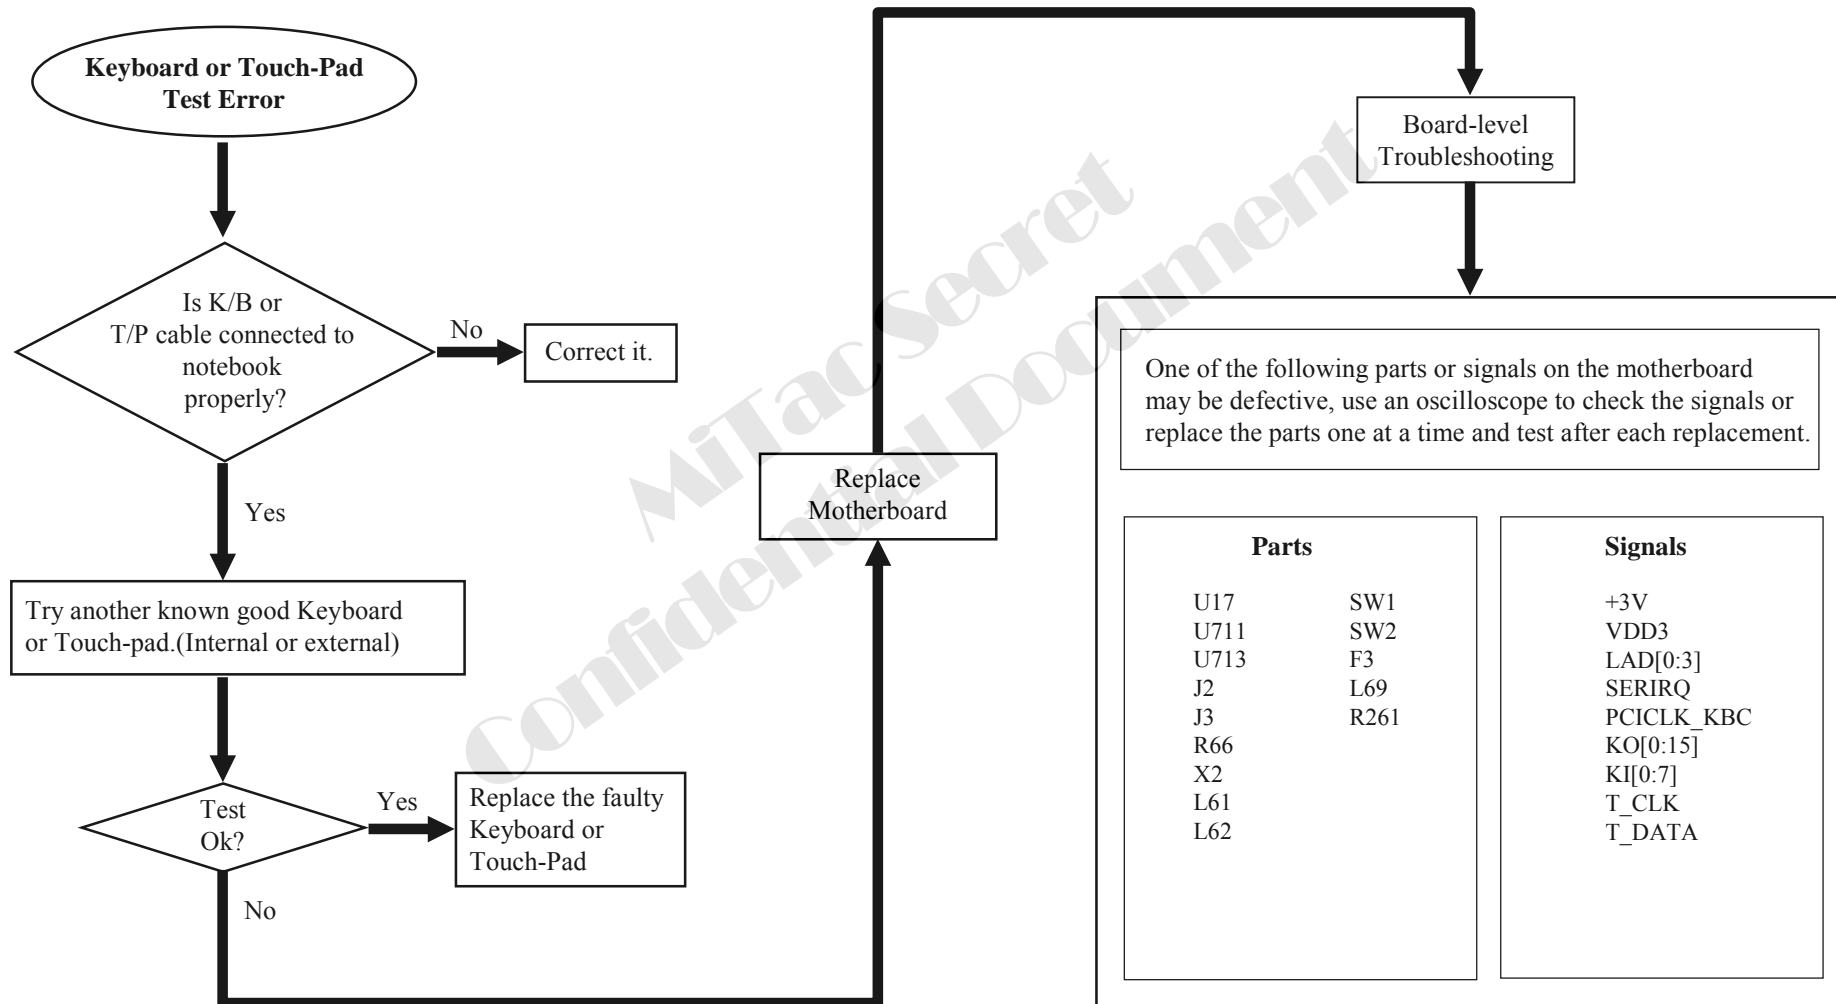 Keyboard or Touch-Pad
Test Error
Is K/B or
T/P cable connected to
notebook
properly?
No
Correct it.
Yes
Try another known good Keyboard
or Touch-pad.(Internal or external)
Test
Ok?
Yes
Replace the faulty
Keyboard or
Touch-Pad
No
Replace
Motherboard
Board-level
Troubleshooting
One of the following parts or signals on the motherboard
may be defective, use an oscilloscope to check the signals or
replace the parts one at a time and test after each replacement.
Parts
U17
U711
U713
J2
J3
R66
X2
L61
L62
SW1
SW2
F3
L69
R261
Signals
+3V
VDD3
LAD[0:3]
SERIRQ
PCICLK_KBC
KO[0:15]
KI[0:7]
T_CLK
T_DATA
MiTac Secret
Confidential Document